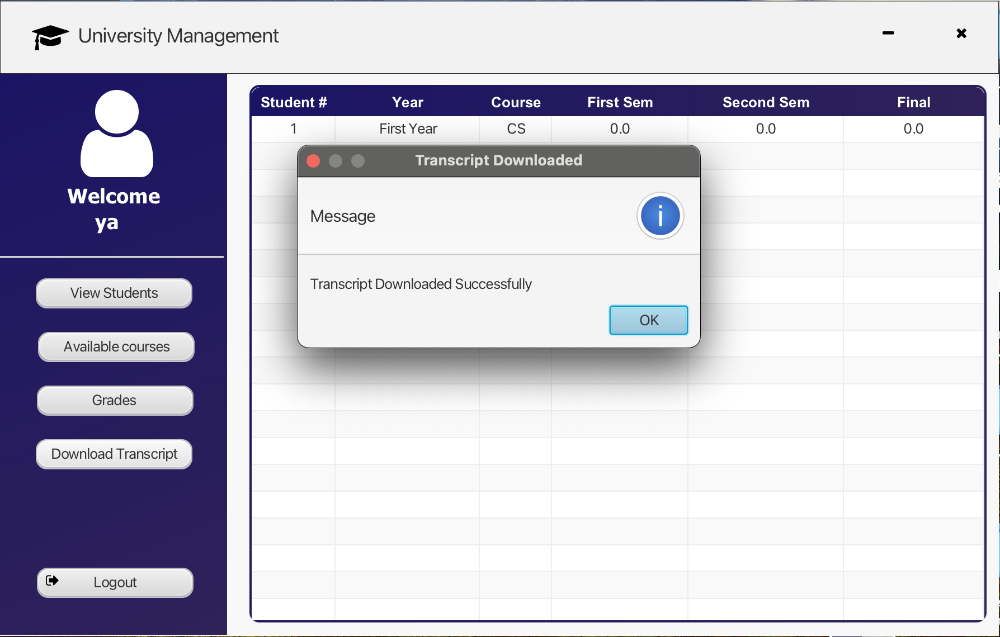 University Management
Welcome
ya
View Students
Available courses
Grades
Download Transcript
Logout
Student # Year Course First Sem Second Sem Final
1 First Year CS 0.0 0.0 0.0
Transcript Downloaded
Message
i
Transcript Downloaded Successfully
OK